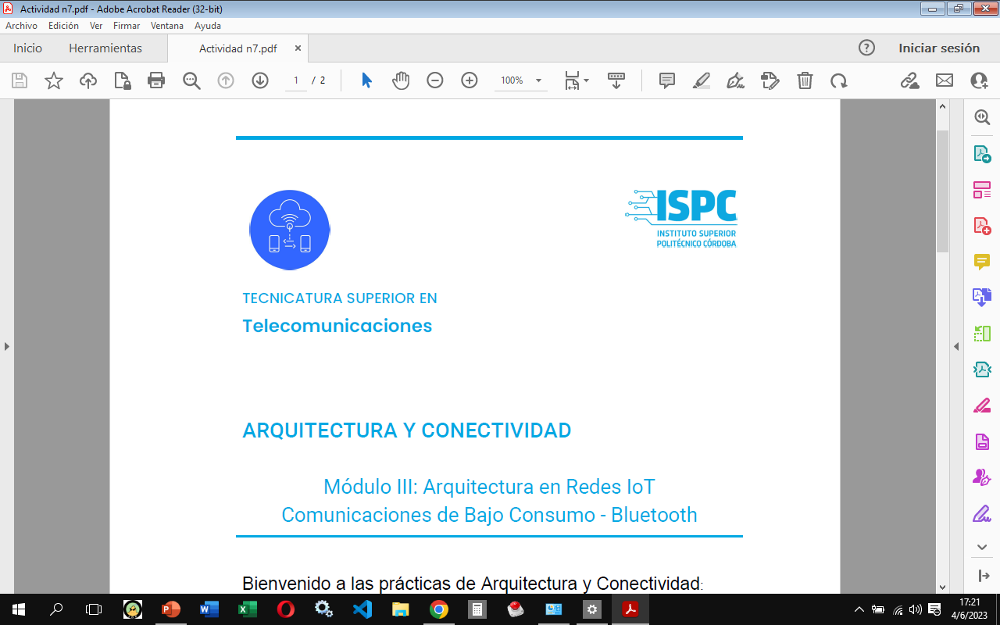 Actividad n7.pdf - Adobe Acrobat Reader (32-bit)
Archivo Edición Ver Firmar Ventana Ayuda
Inicio Herramientas Actividad n7.pdf × ? Iniciar sesión
1 / 2 100%
ISPC
INSTITUTO SUPERIOR
POLITÉCNICO CÓRDOBA
TECNICATURA SUPERIOR EN
Telecomunicaciones
ARQUITECTURA Y CONECTIVIDAD
Módulo III: Arquitectura en Redes IoT
Comunicaciones de Bajo Consumo - Bluetooth
Bienvenido a las prácticas de Arquitectura y Conectividad:
17:21
4/6/2023